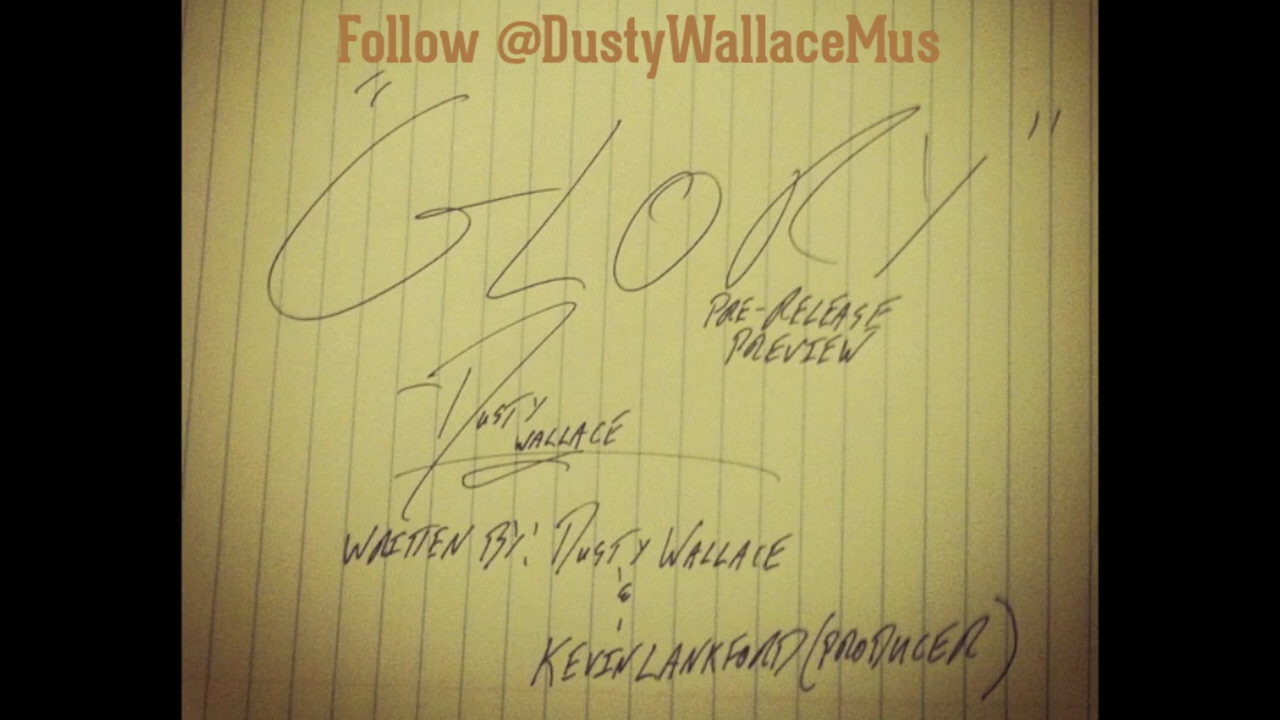 Follow @DustyWallaceMus
"GLORY"
PRE-RELEASE
PREVIEW
-DUSTY
WALLACE
WRITTEN BY: DUSTY WALLACE
&
KEVIN LANKFORD (PRODUCER)